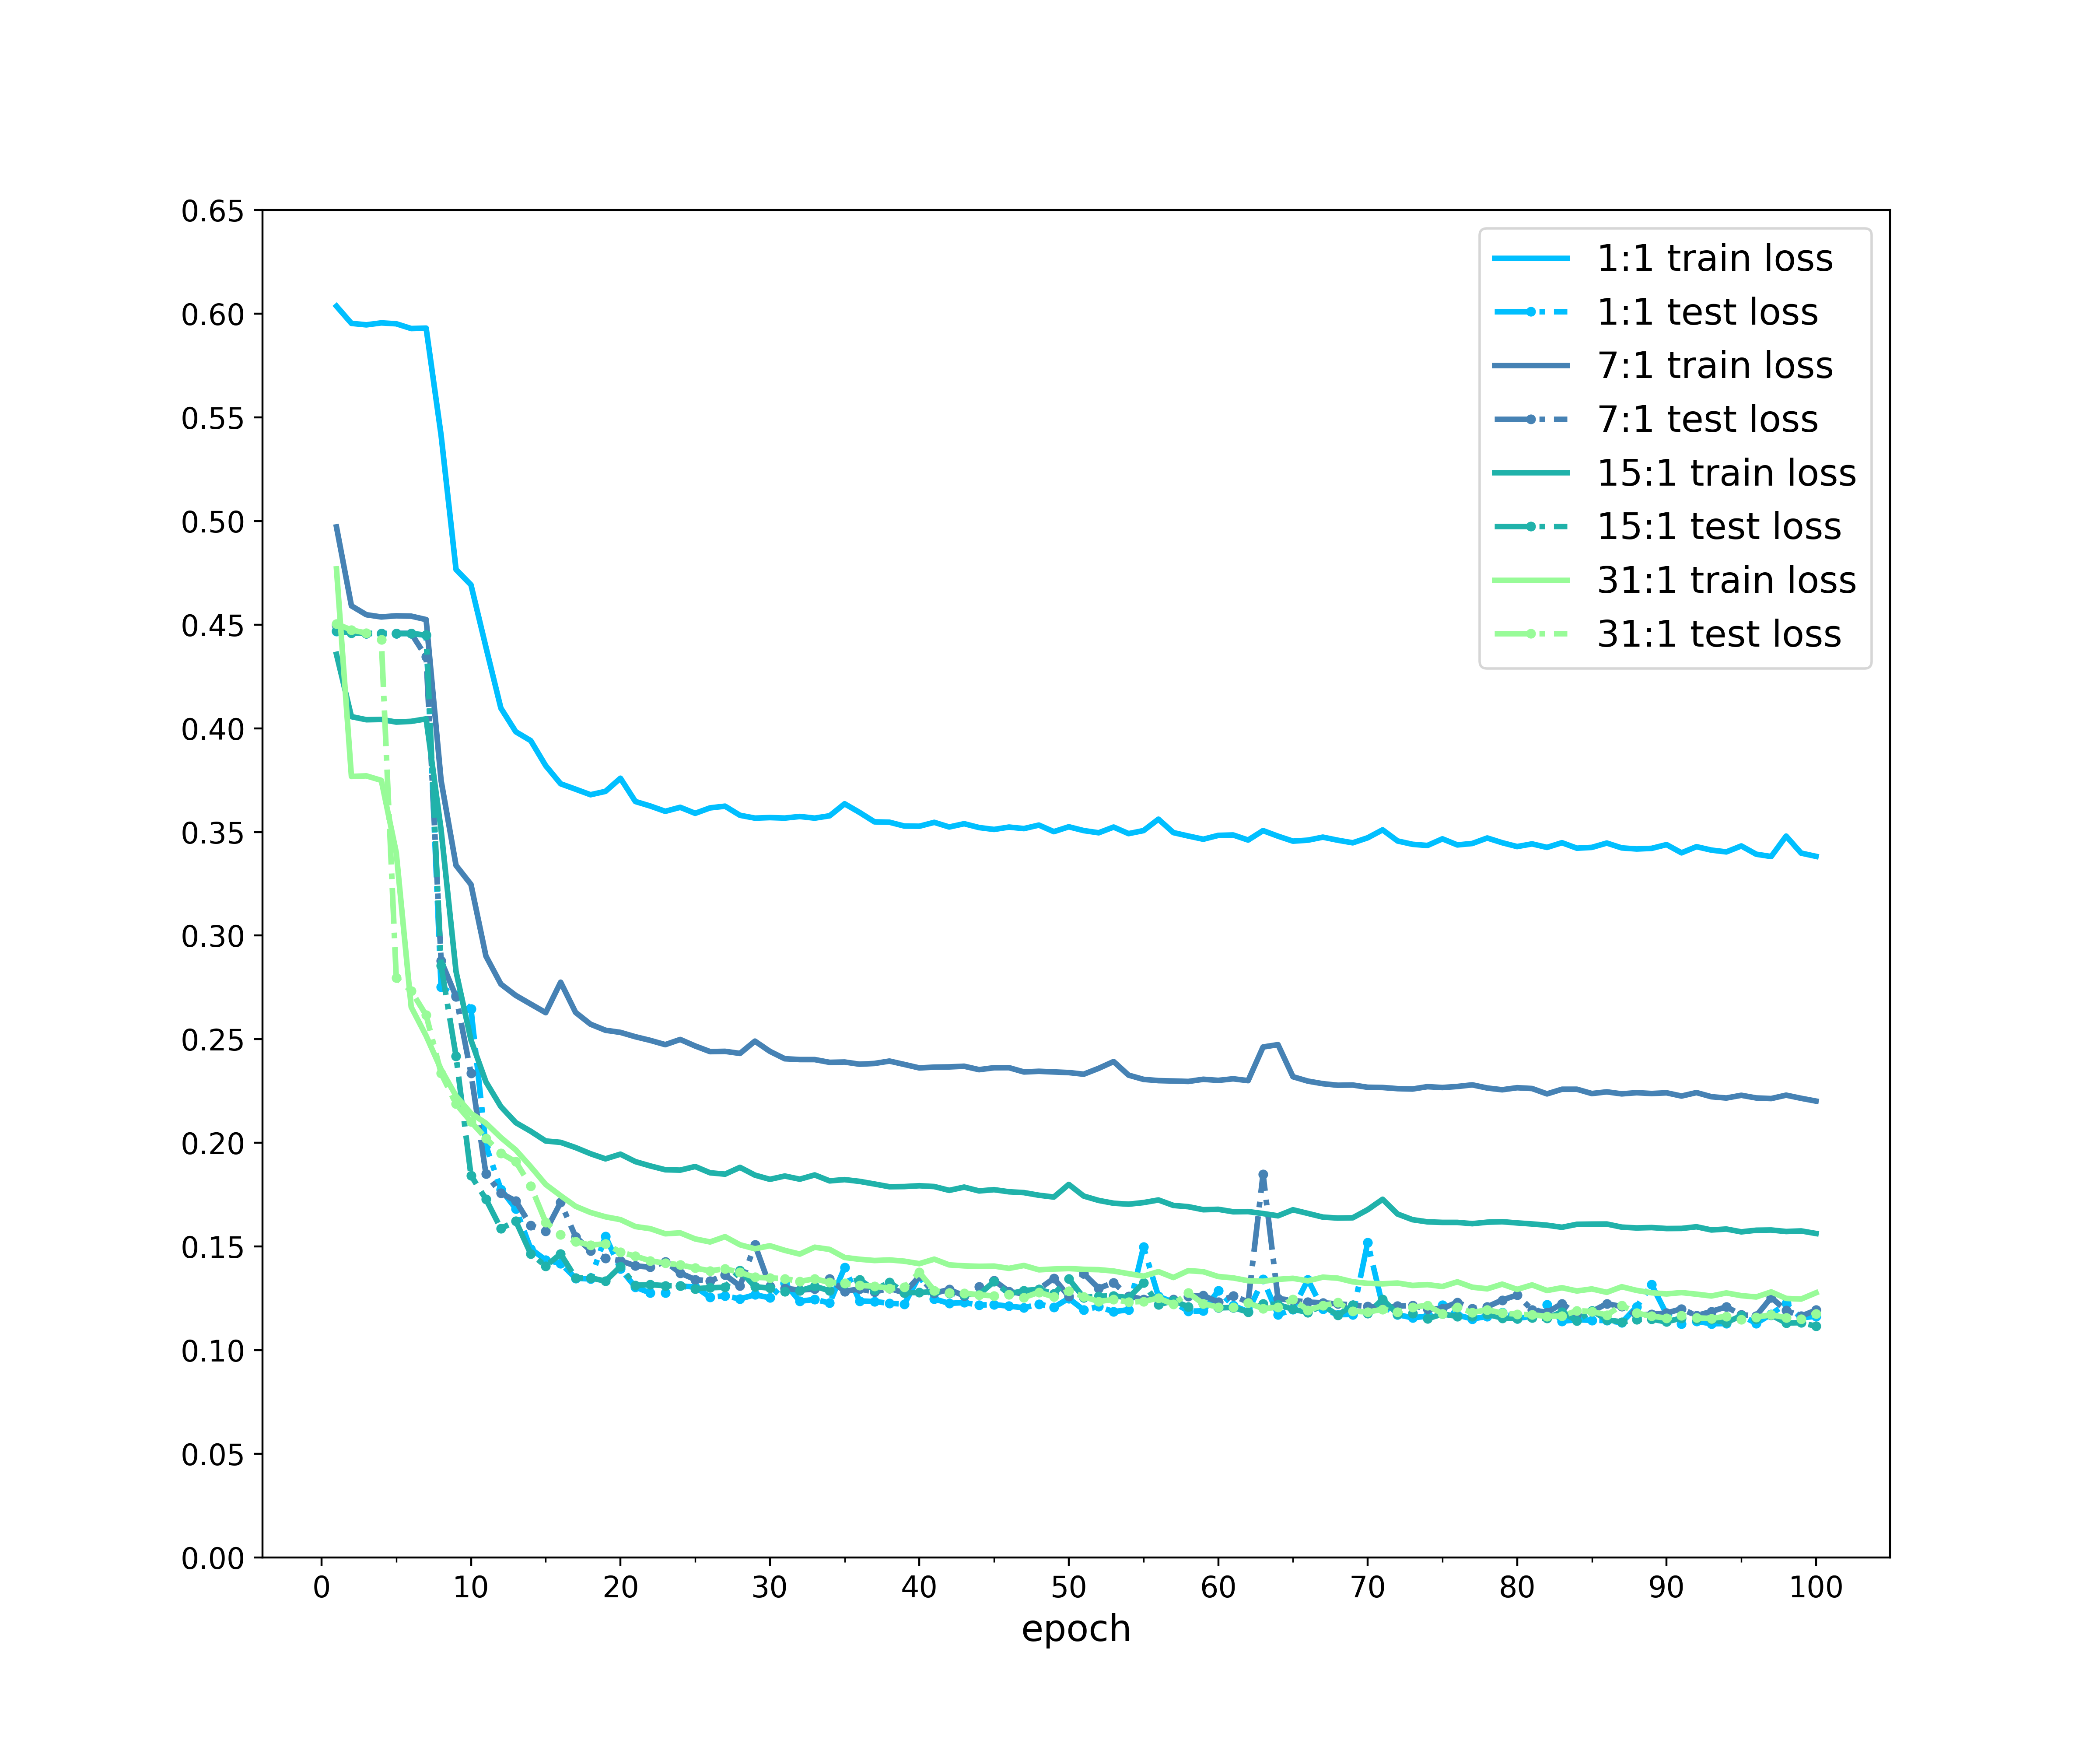 0.65
0.60
0.55
0.50
0.45
0.40
0.35
0.30
0.25
0.20
0.15
0.10
0.05
0.00
1:1 train loss
1:1 test loss
7:1 train loss
7:1 test loss
15:1 train loss
15:1 test loss
31:1 train loss
31:1 test loss
0 10 20 30 40 50 60 70 80 90 100
epoch